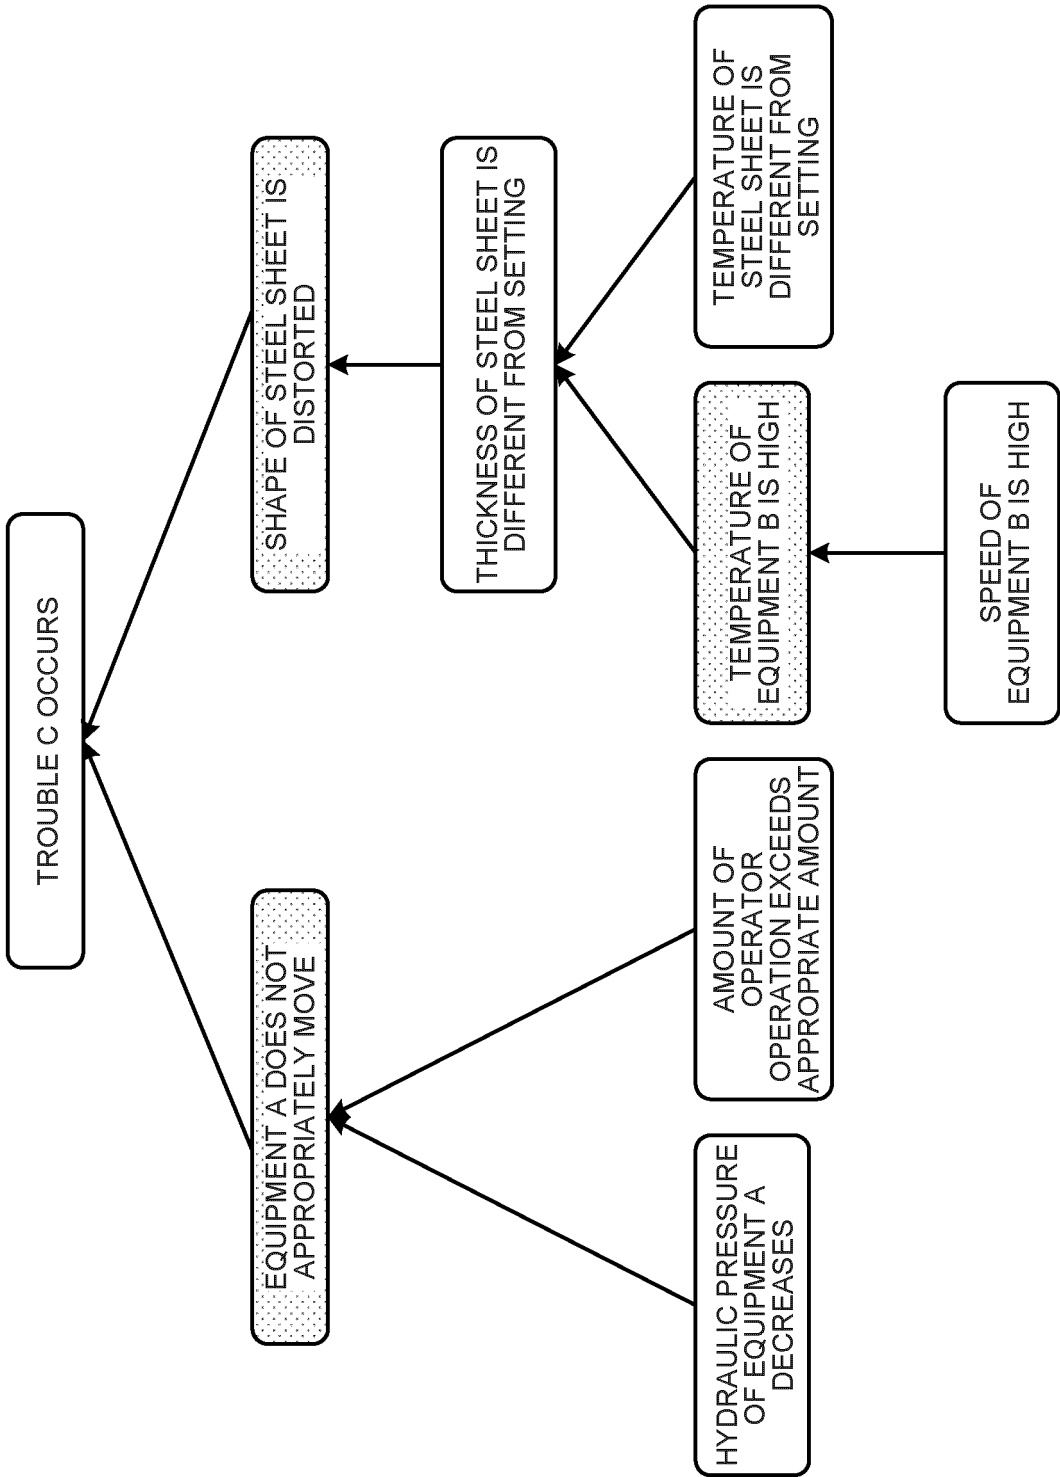 TROUBLE C OCCURS
EQUIPMENT A DOES NOT
APPROPRIATELY MOVE
SHAPE OF STEEL SHEET IS
DISTORTED
THICKNESS OF STEEL SHEET IS
DIFFERENT FROM SETTING
HYDRAULIC PRESSURE
OF EQUIPMENT A
DECREASES
AMOUNT OF
OPERATOR
OPERATION EXCEEDS
APPROPRIATE AMOUNT
TEMPERATURE OF
EQUIPMENT B IS HIGH
TEMPERATURE OF
STEEL SHEET IS
DIFFERENT FROM
SETTING
SPEED OF
EQUIPMENT B IS HIGH